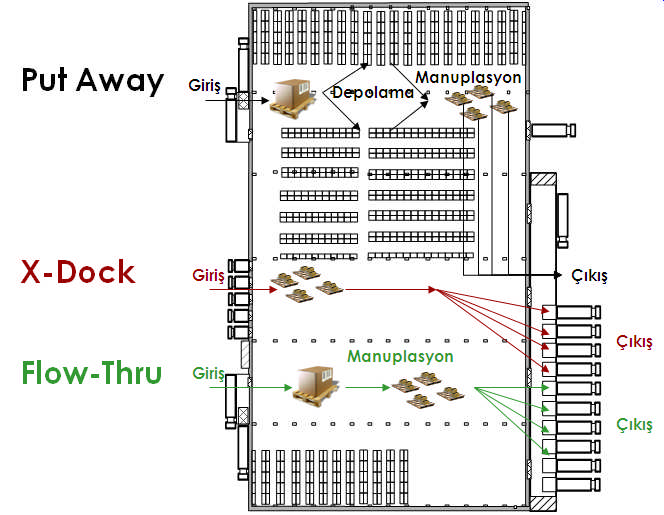 Put Away
Giriş
Depolama
Manuplasyon
Çıkış
X-Dock
Giriş
Çıkış
Flow-Thru
Giriş
Manuplasyon
Çıkış